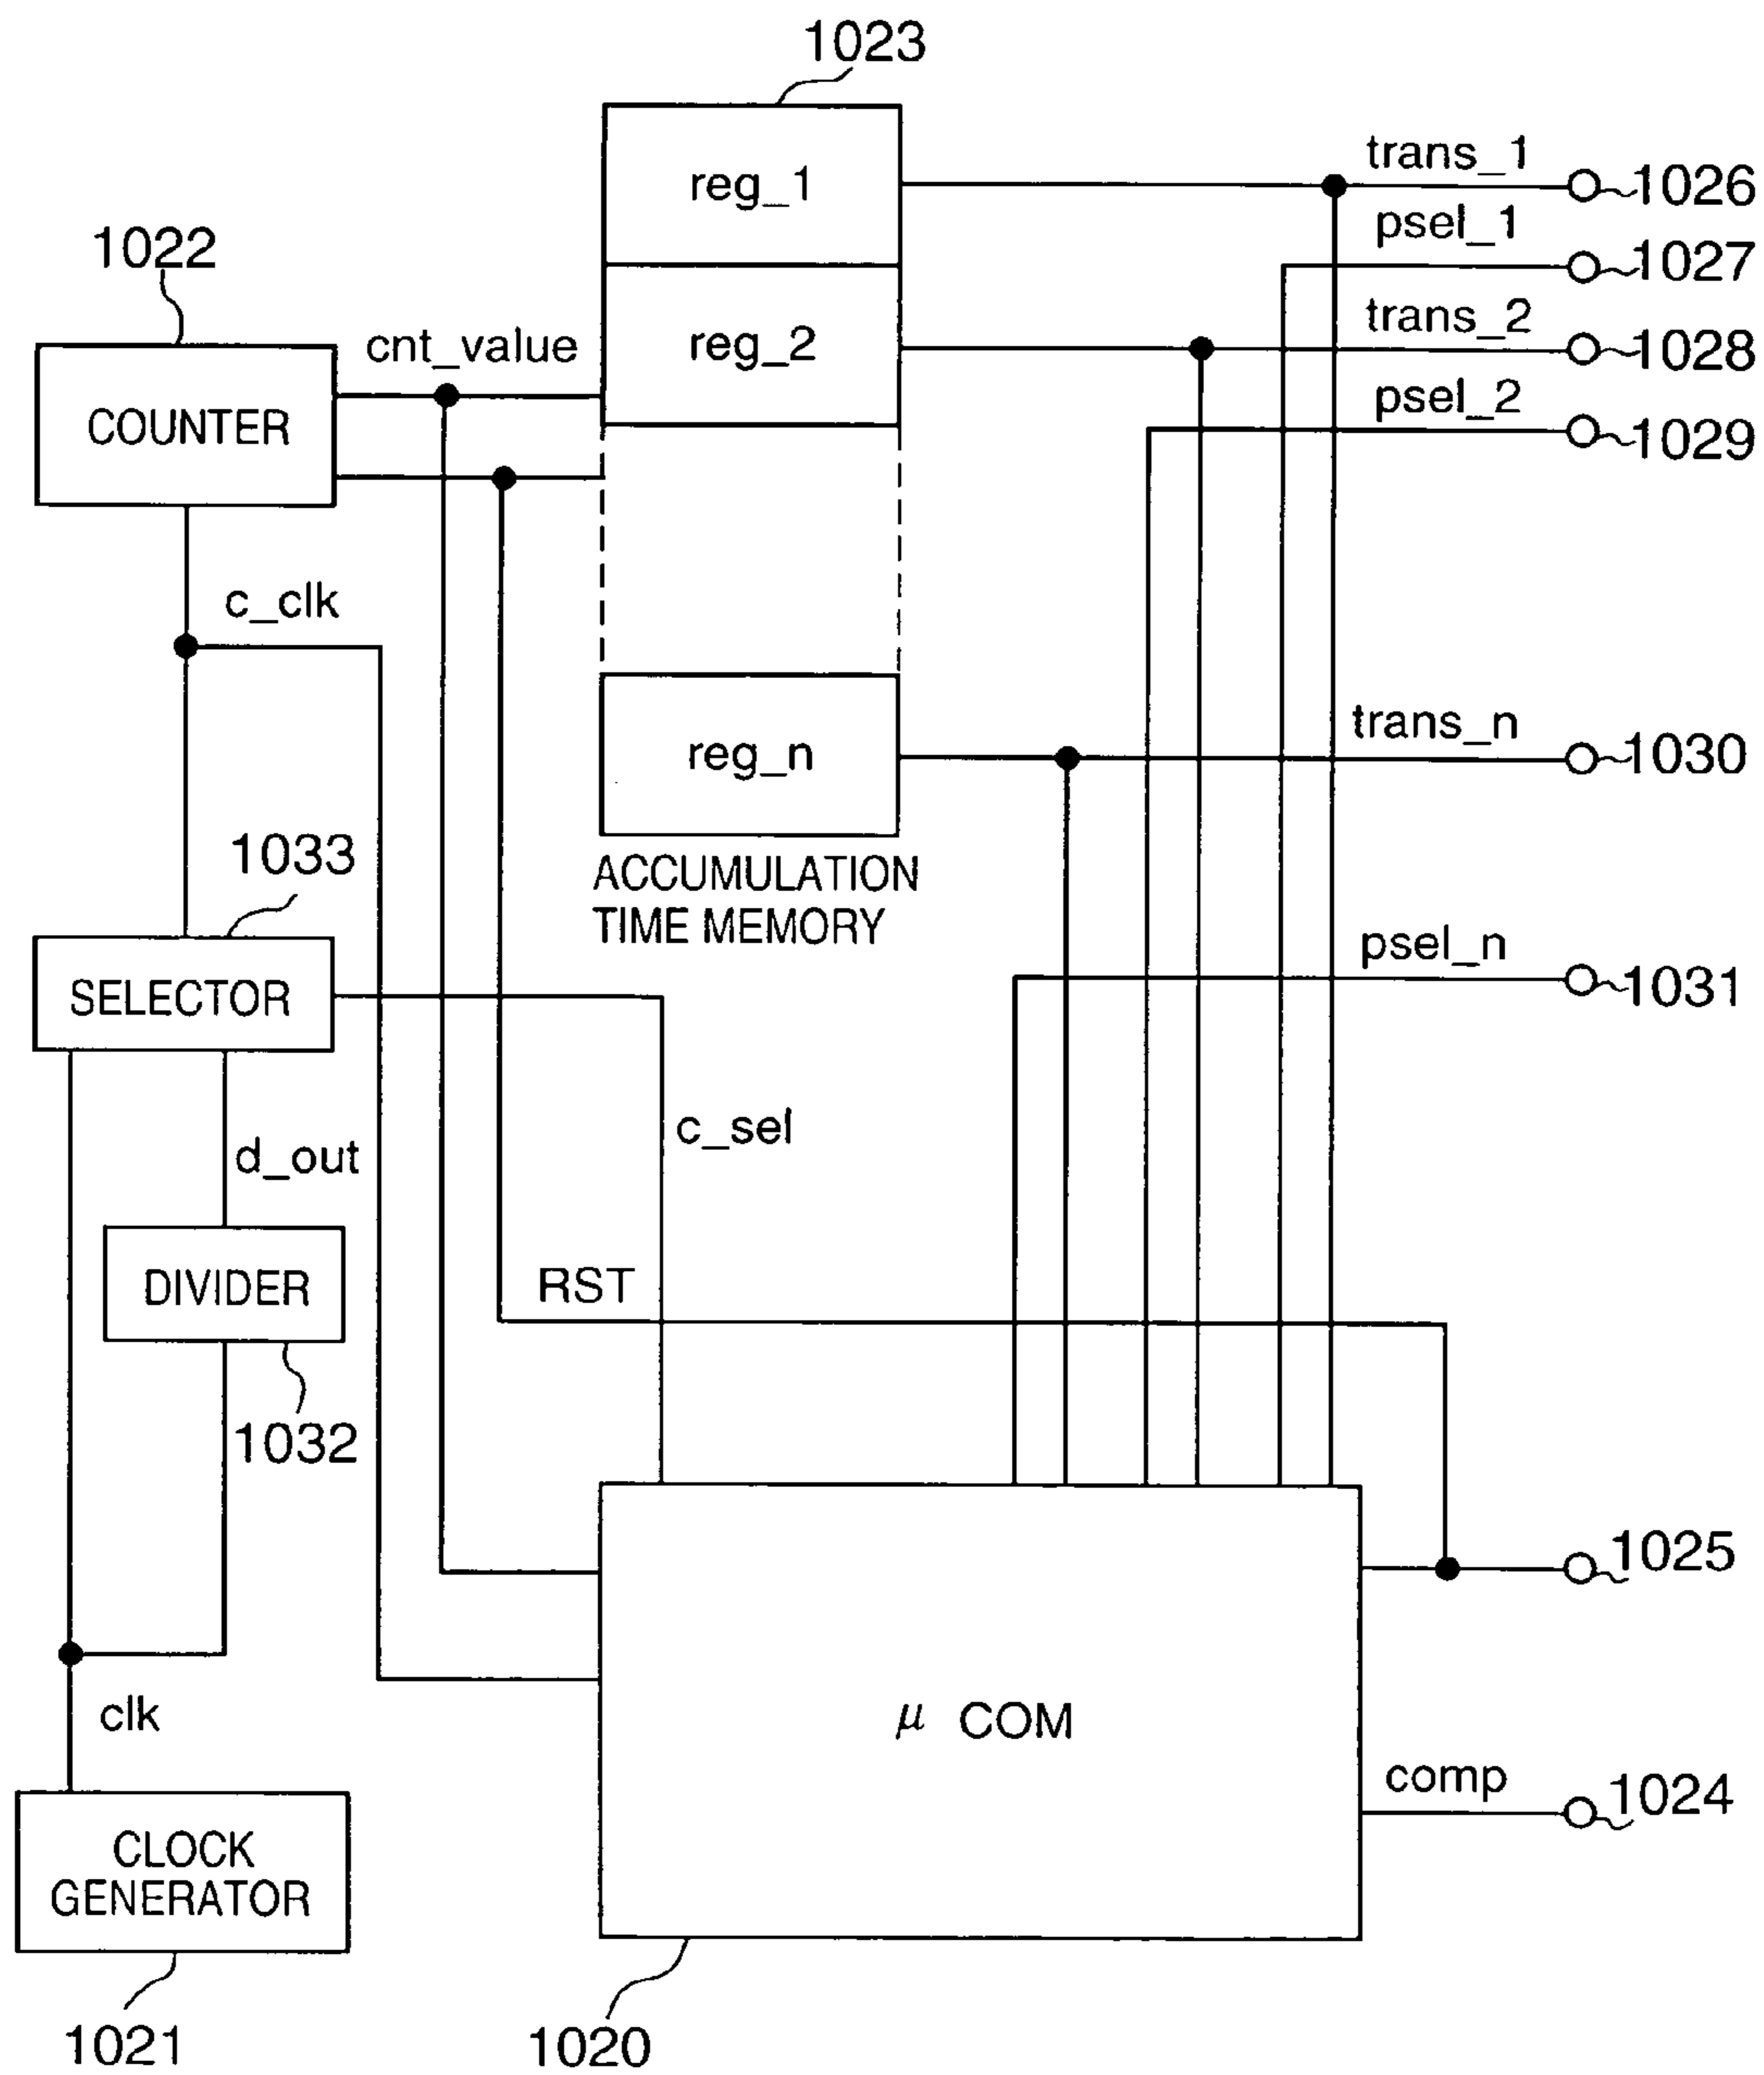 1023
reg_1
trans_1
1026
psel_1
1027
1022
cnt_value
reg_2
trans_2
1028
psel_2
1029
COUNTER
c_clk
reg_n
trans_n
1030
ACCUMULATION
TIME MEMORY
1033
psel_n
1031
SELECTOR
c_sel
d_out
DIVIDER
RST
1032
1025
clk
μ COM
comp
1024
CLOCK
GENERATOR
1021
1020